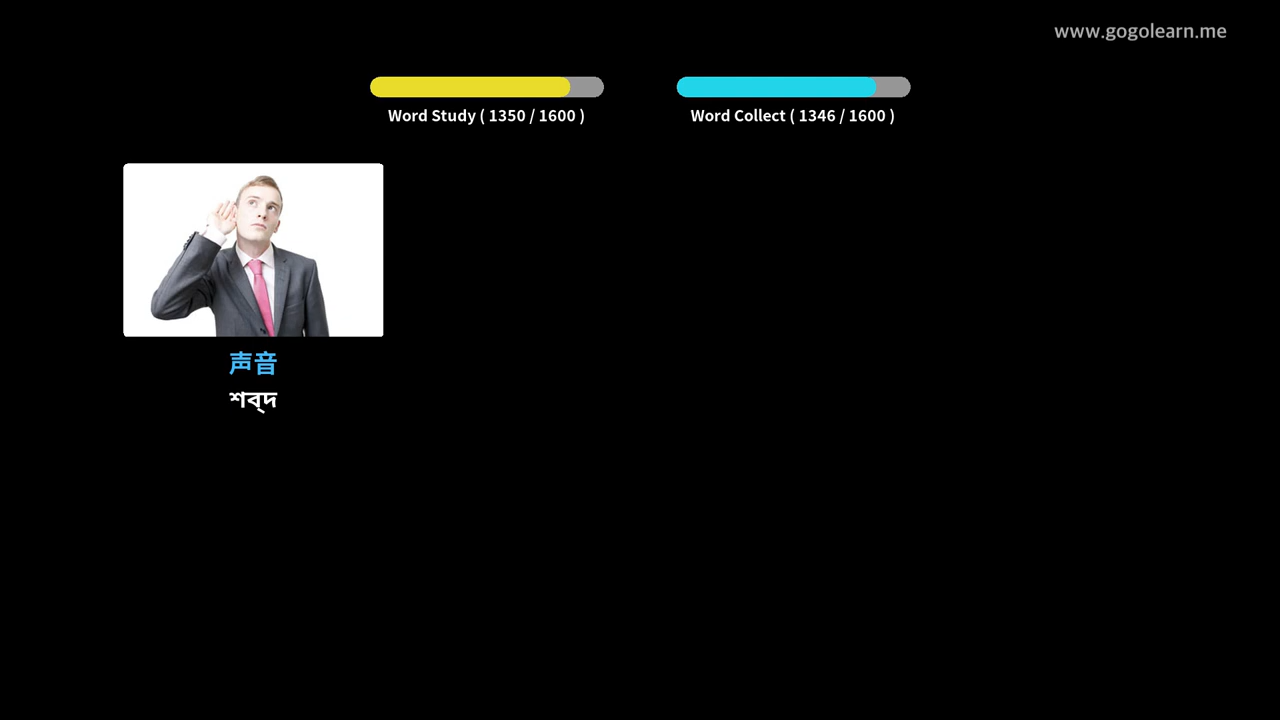 www.gogolearn.me
Word Study ( 1350 / 1600 )
Word Collect ( 1346 / 1600 )
声音
শব্দ